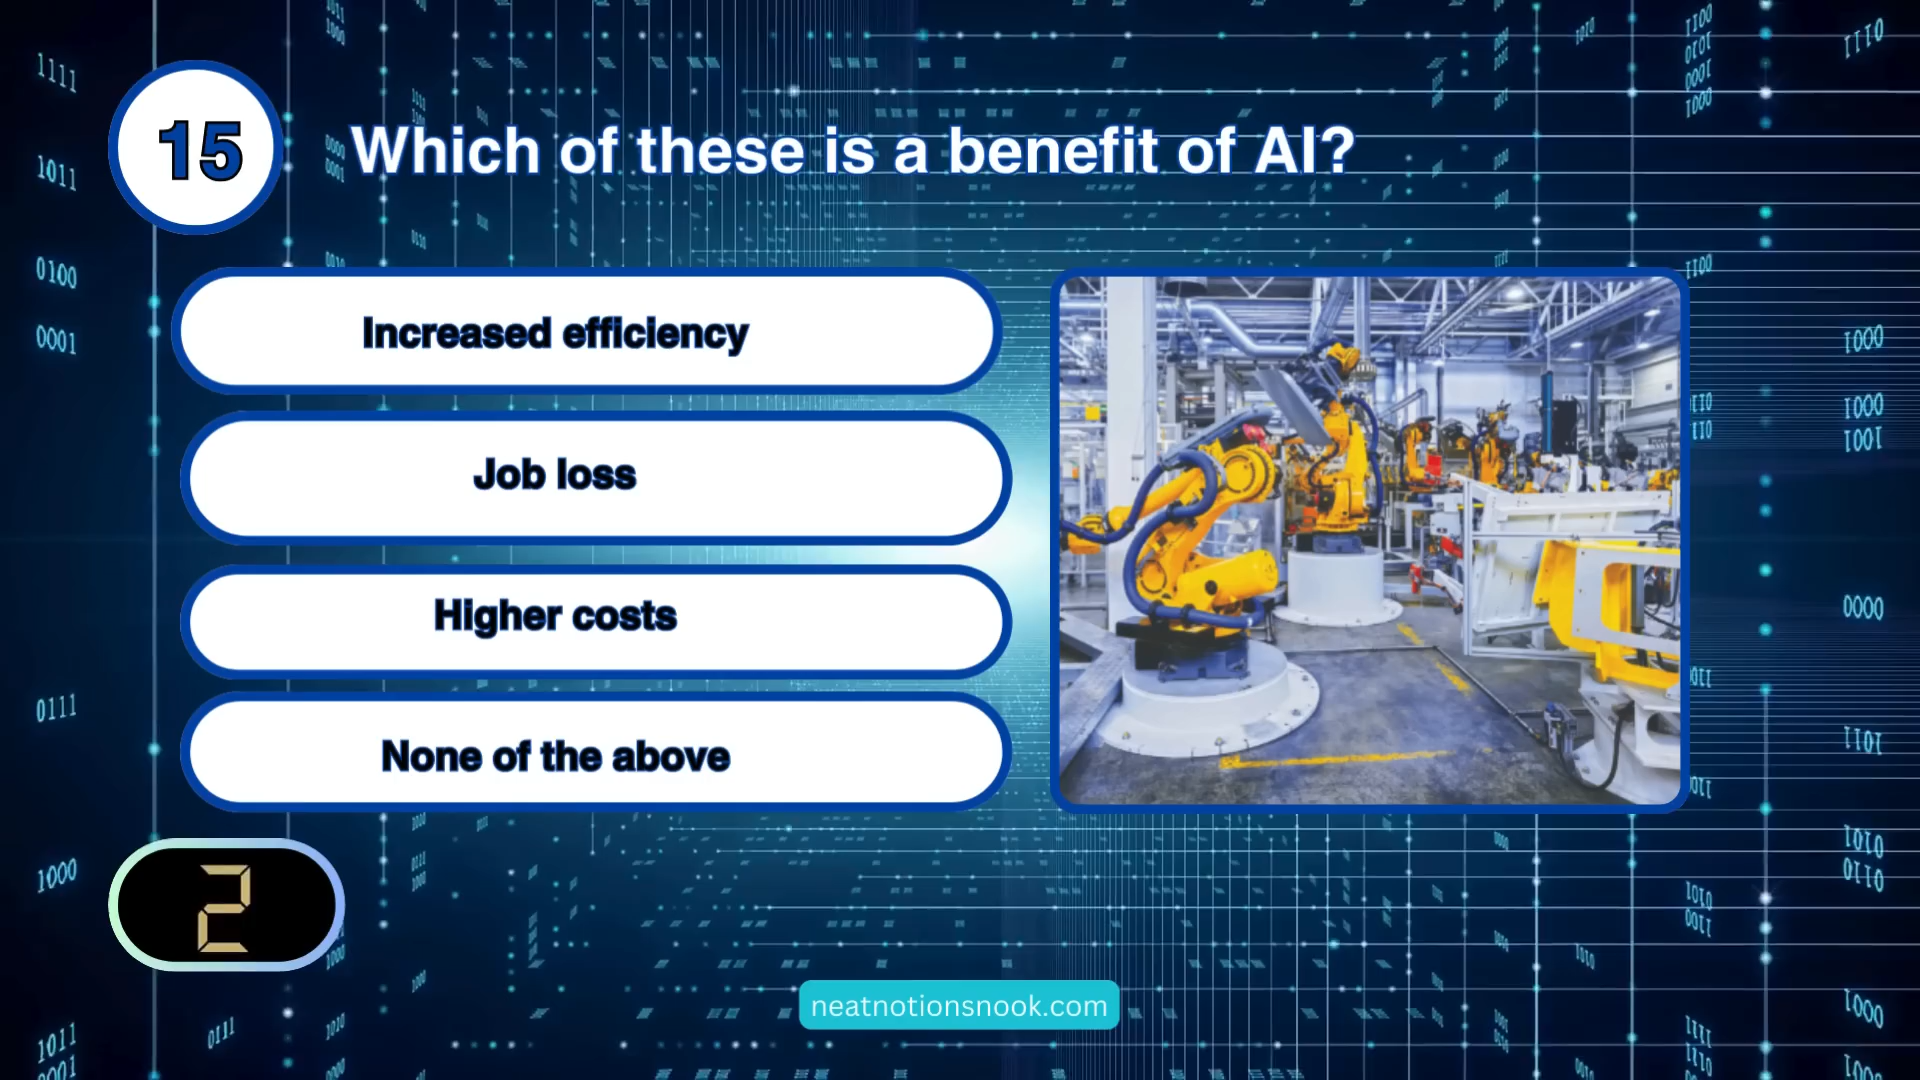 15
Which of these is a benefit of AI?
Increased efficiency
Job loss
Higher costs
None of the above
2
neatnotionsnook.com